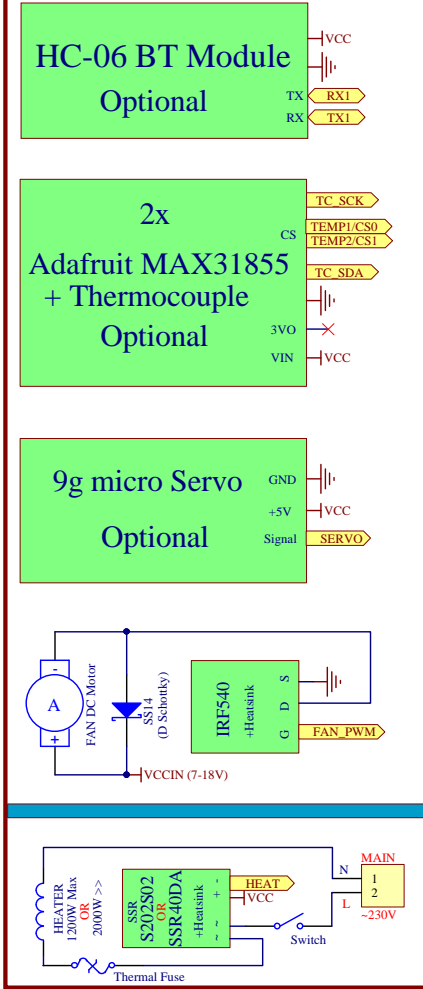 HC-06 BT Module
Optional
VCC
TX
RX1
RX
TX1
2x
Adafruit MAX31855
+ Thermocouple
Optional
TC_SCK
CS
TEMP1/CS0
TEMP2/CS1
TC_SDA
3VO
VIN
VCC
9g micro Servo
Optional
GND
+5V
VCC
Signal
SERVO
-
A
+
FAN DC Motor
SS14
(D Schottky)
VCCIN (7-18V)
IRF540
+Heatsink
S
D
G
FAN_PWM
HEATER
1200W Max
OR
2000W >>
Thermal Fuse
SSR
S202S02
OR
SSR40DA
+Heatsink
+ -
~ ~
HEAT
VCC
Switch
N
L
MAIN
1
2
~230V